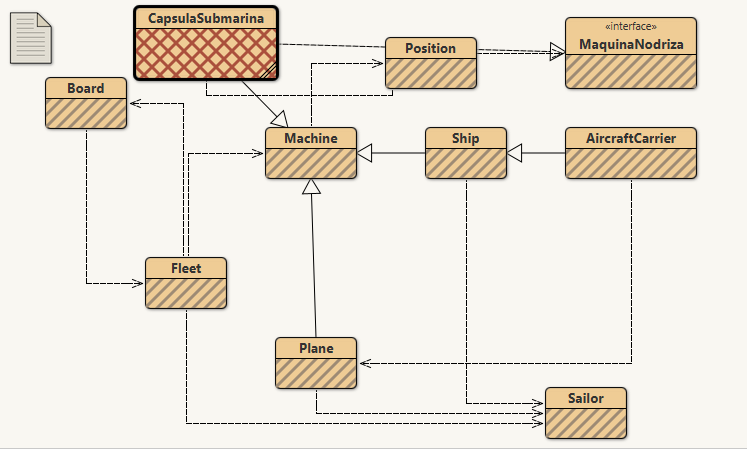 CapsulaSubmarina
«interface»
MaquinaNodriza
Position
Board
Machine
Ship
AircraftCarrier
Fleet
Plane
Sailor